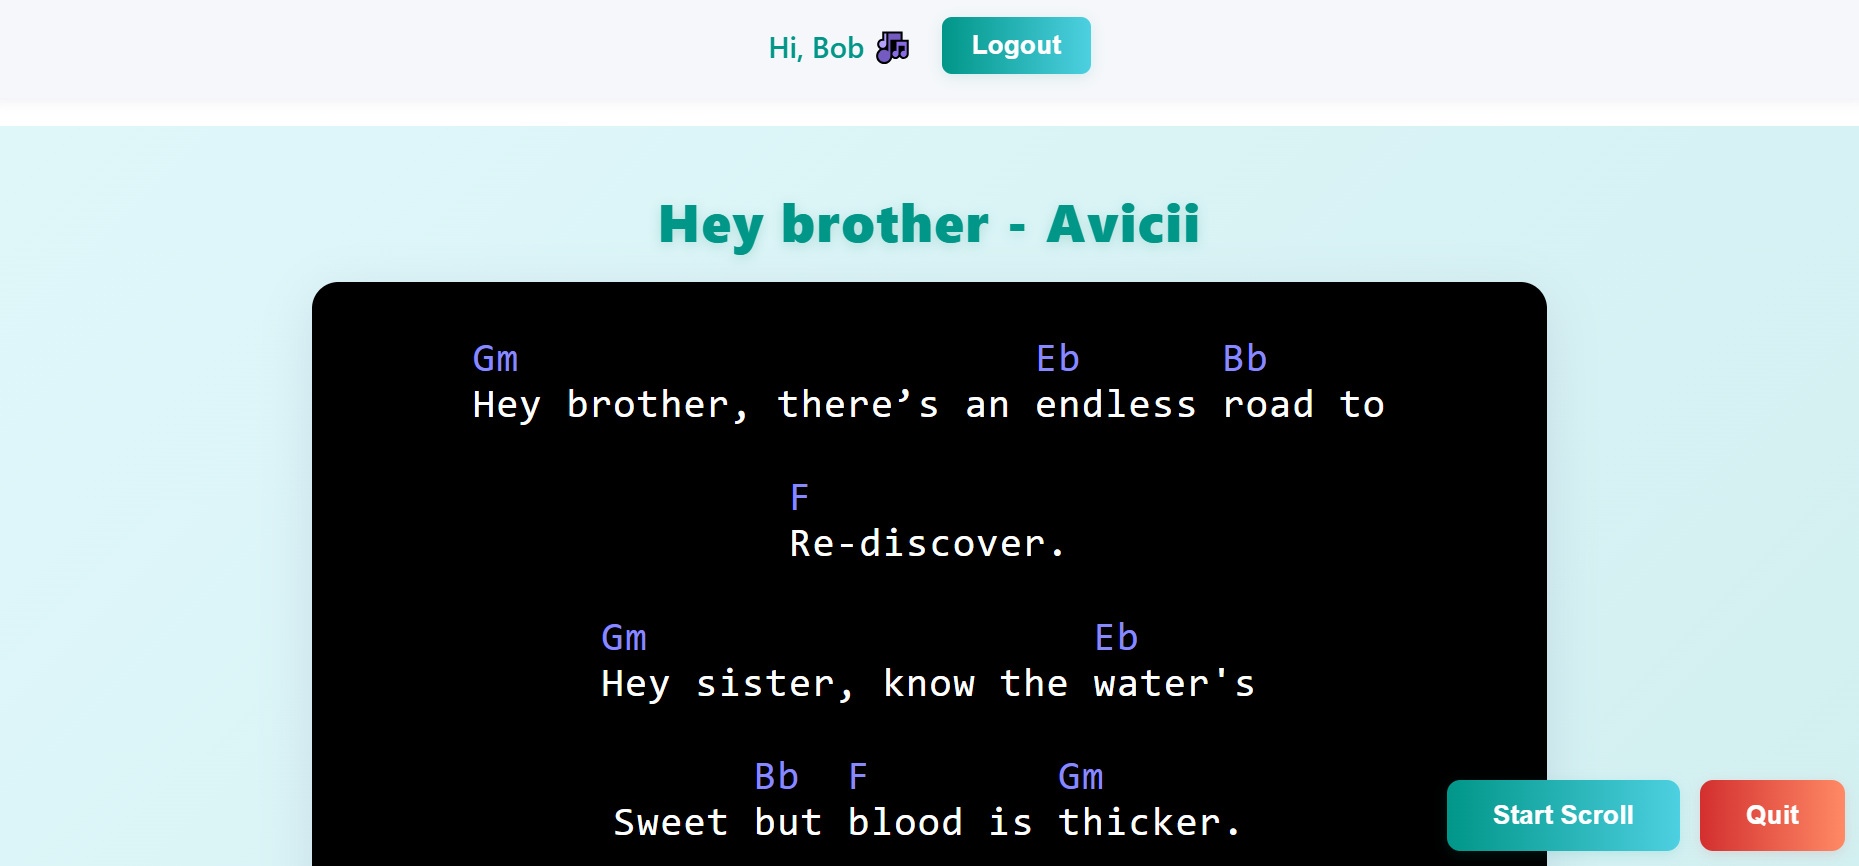 Hi, Bob
Logout
Hey brother - Avicii
Gm Eb Bb
Hey brother, there’s an endless road to
F
Re-discover.
Gm Eb
Hey sister, know the water's
Bb F Gm
Sweet but blood is thicker.
Start Scroll
Quit